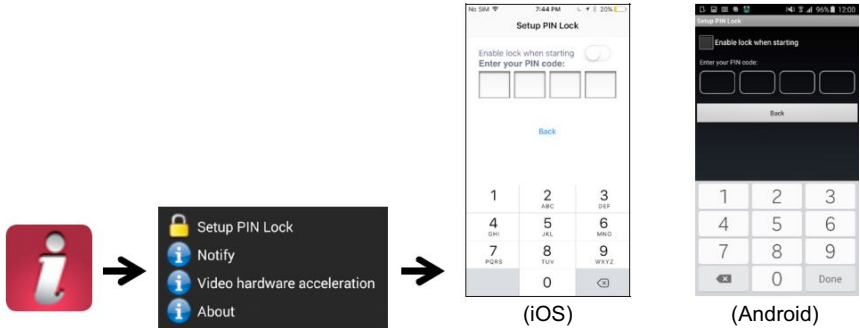 i
Setup PIN Lock
Notify
Video hardware acceleration
About
No SIM 7:44 PM 20%
Setup PIN Lock
Enable lock when starting
Enter your PIN code:
Back
1 2 3
ABC DEF
4 5 6
GHI JKL MNO
7 8 9
PQRS TUV WXYZ
0
(iOS)
96% 12:00
Setup PIN Lock
Enable lock when starting
Enter your PIN code:
Back
1 2 3
4 5 6
7 8 9
0 Done
(Android)